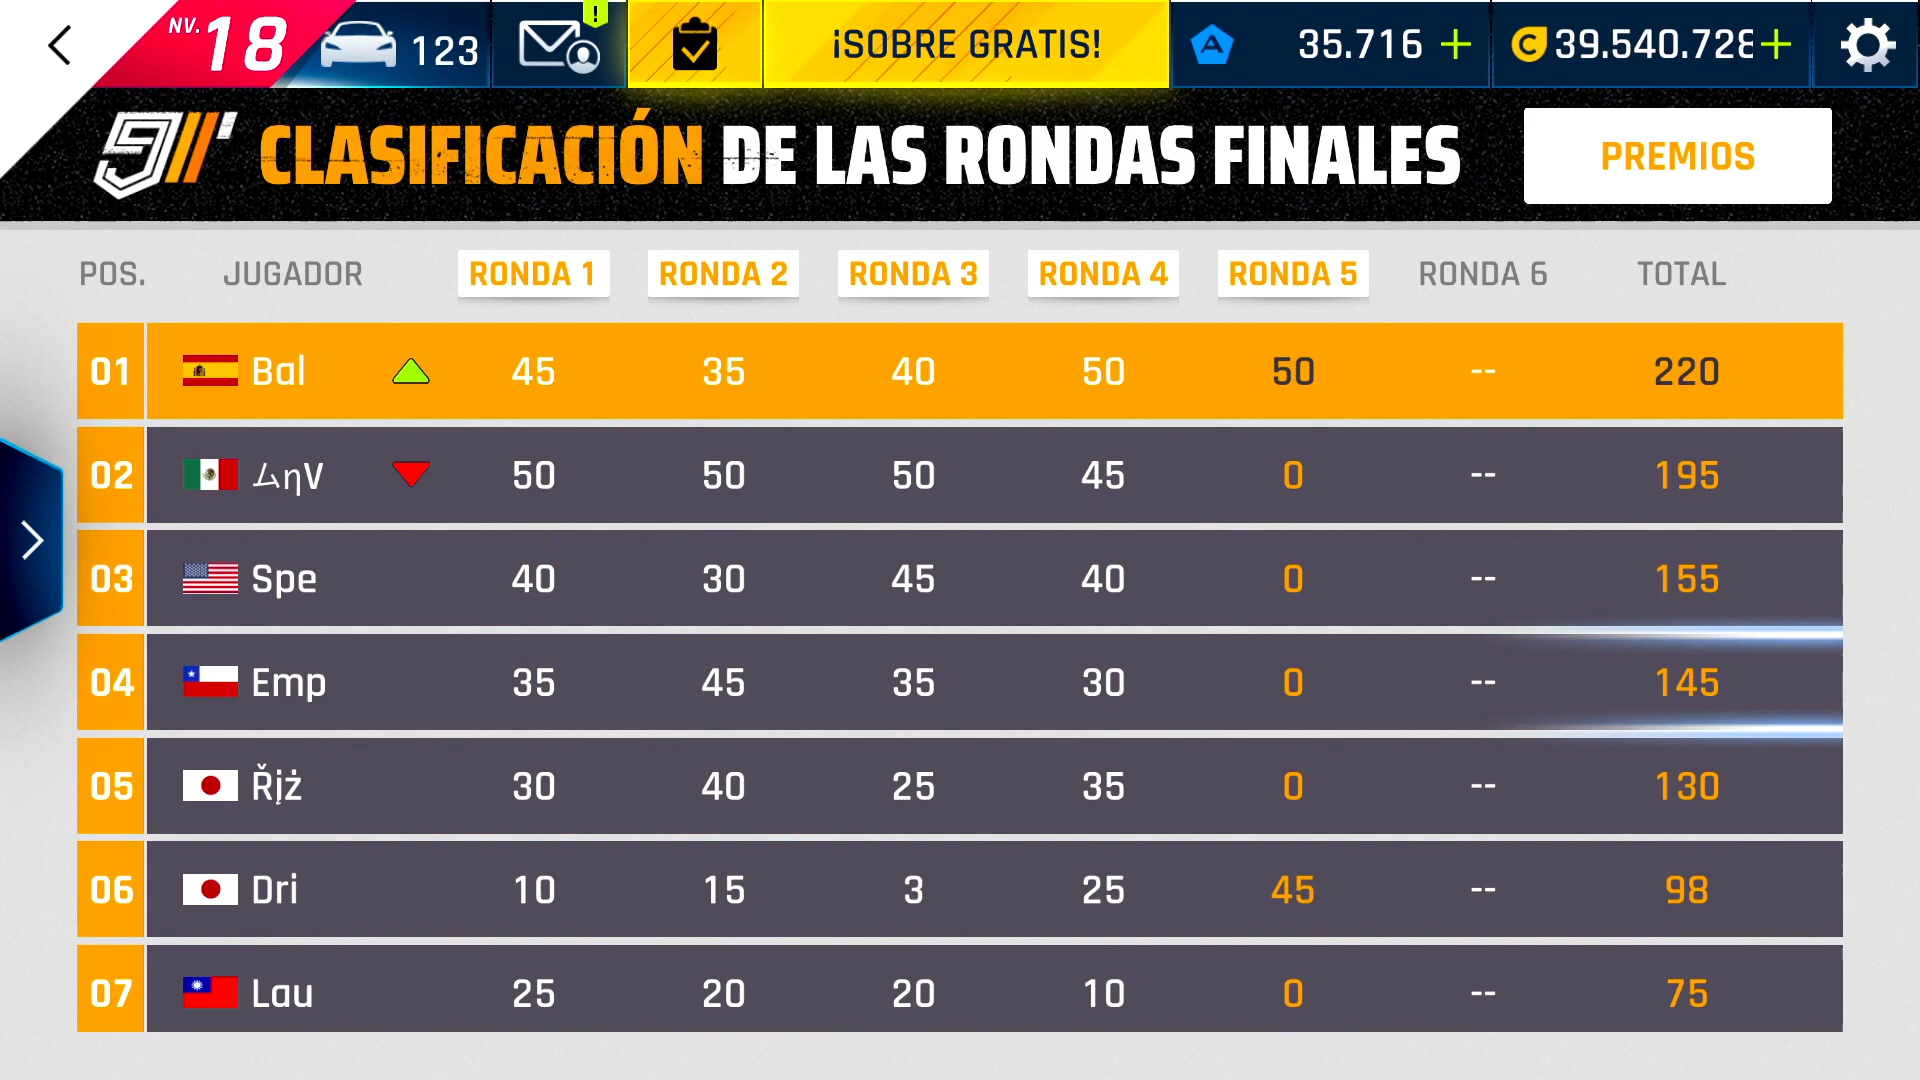 NV. 18 123 ! ¡SOBRE GRATIS! 35.716 + 39.540.728 +
CLASIFICACIÓN DE LAS RONDAS FINALES PREMIOS
POS. JUGADOR RONDA 1 RONDA 2 RONDA 3 RONDA 4 RONDA 5 RONDA 6 TOTAL
01 Bal 45 35 40 50 50 -- 220
02 ムηV 50 50 50 45 0 -- 195
03 Spe 40 30 45 40 0 -- 155
04 Emp 35 45 35 30 0 -- 145
05 Řįż 30 40 25 35 0 -- 130
06 Dri 10 15 3 25 45 -- 98
07 Lau 25 20 20 10 0 -- 75